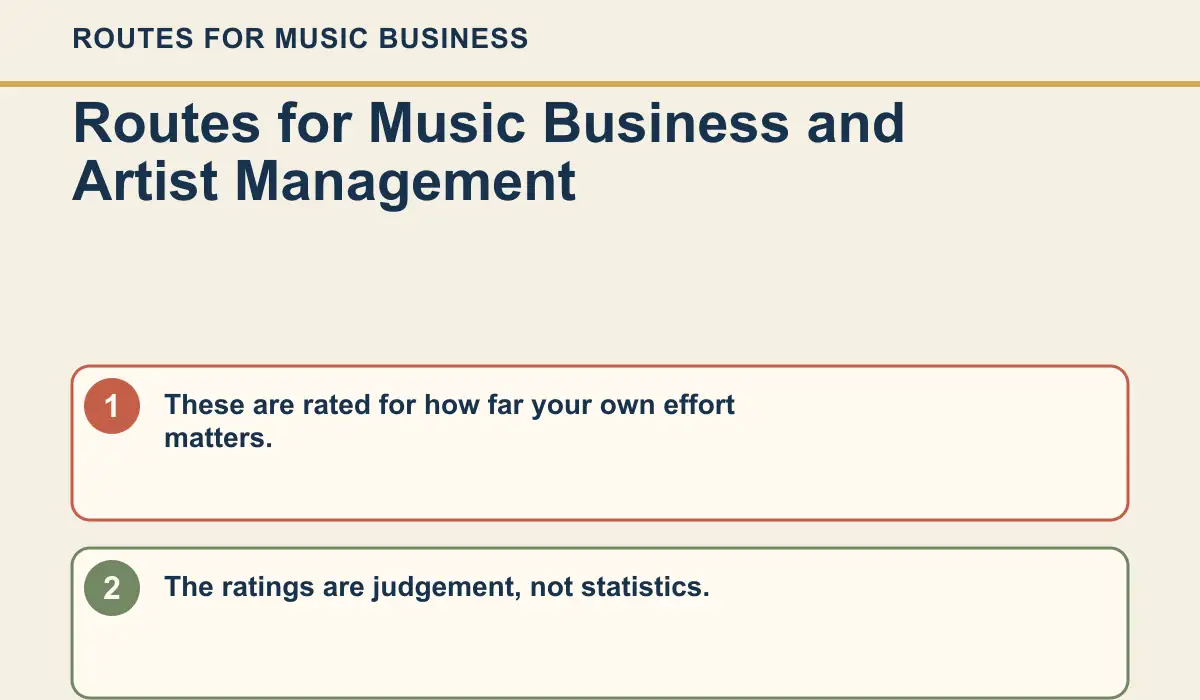 ROUTES FOR MUSIC BUSINESS
Routes for Music Business and
Artist Management
1
These are rated for how far your own effort
matters.
2
The ratings are judgement, not statistics.